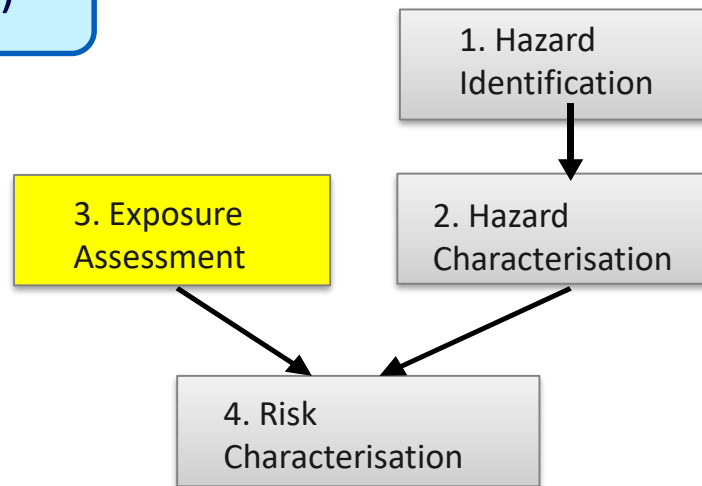 )
1. Hazard
Identification
3. Exposure
Assessment
2. Hazard
Characterisation
4. Risk
Characterisation